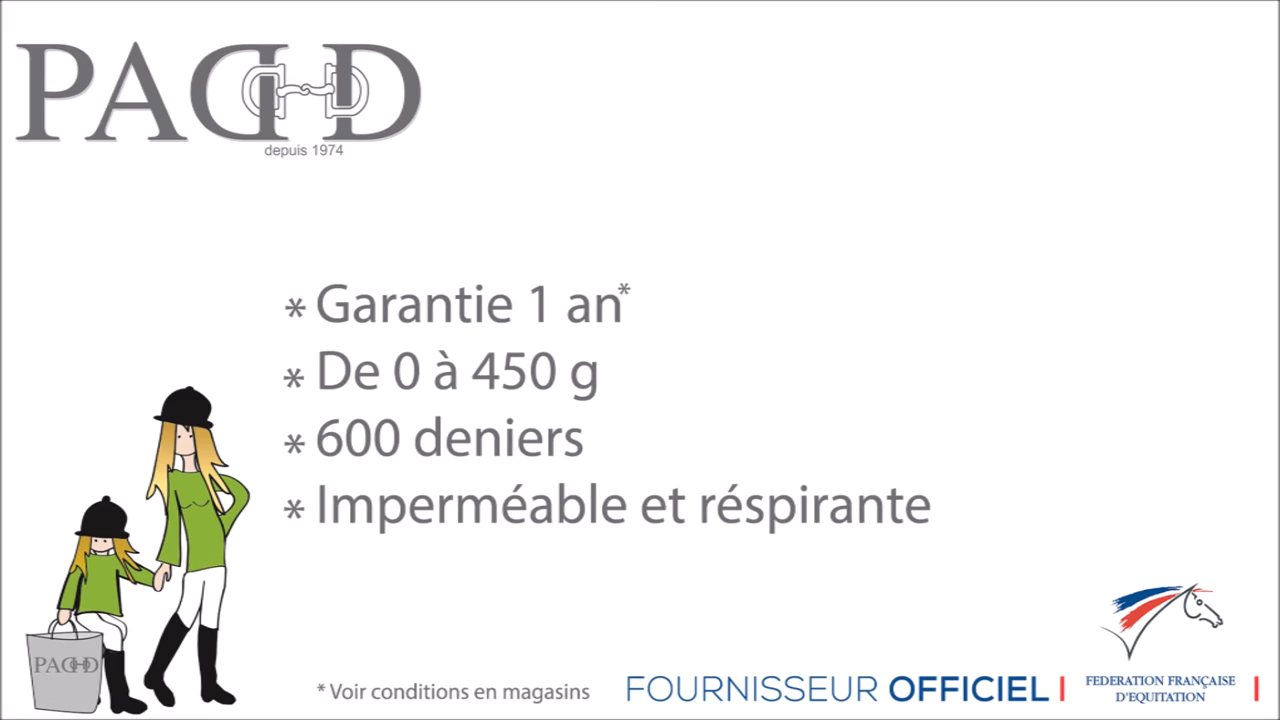 PADD
depuis 1974
* Garantie 1 an*
* De 0 à 450 g
* 600 deniers
* Imperméable et réspirante
PADD
* Voir conditions en magasins
FOURNISSEUR OFFICIEL
FEDERATION FRANÇAISE
D'EQUITATION